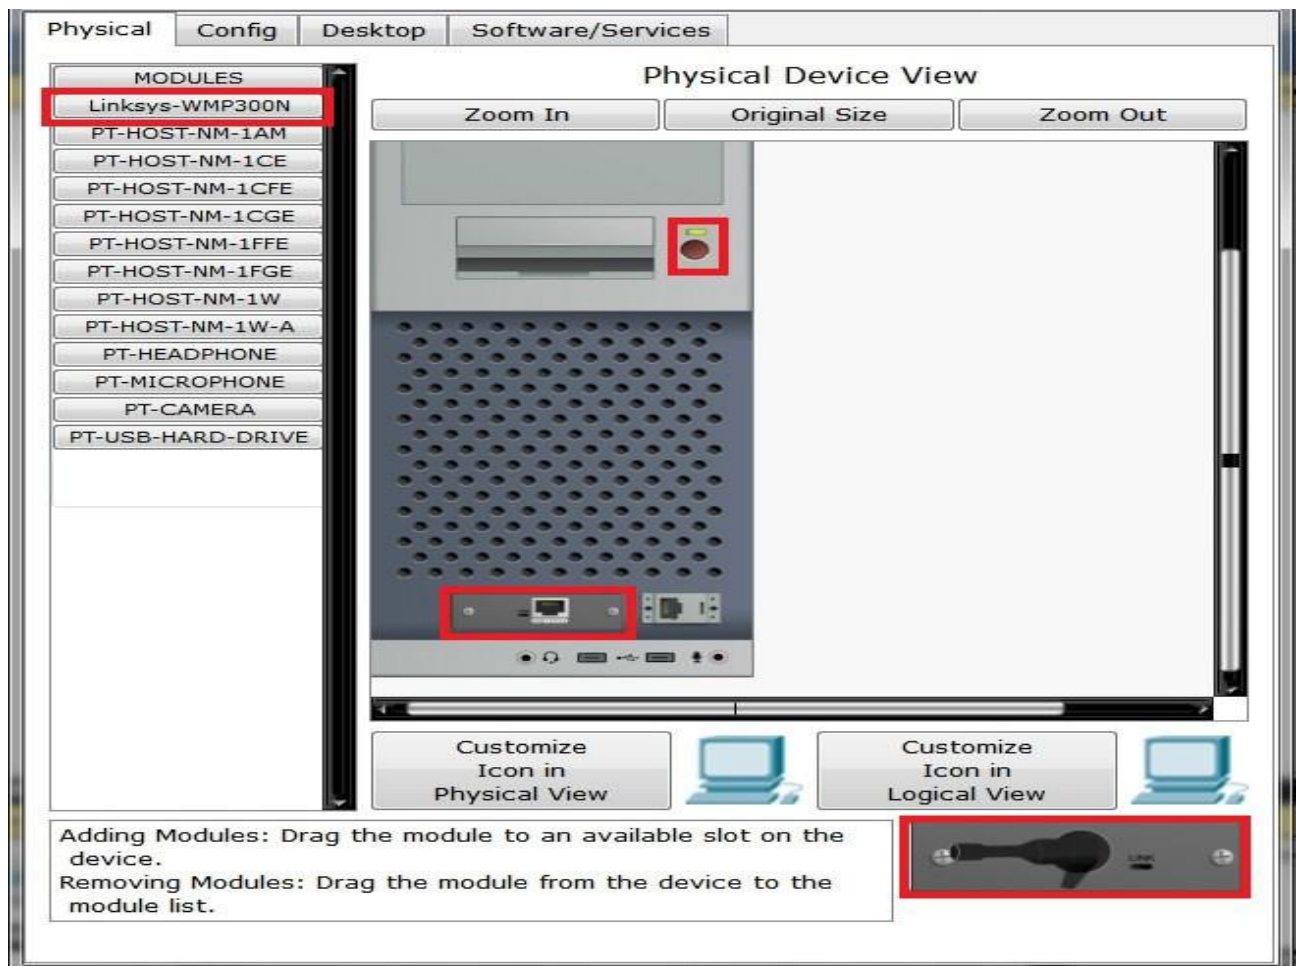 Physical
Config
Desktop
Software/Services
MODULES
Linksys-WMP300N
PT-HOST-NM-1AM
PT-HOST-NM-1CE
PT-HOST-NM-1CFE
PT-HOST-NM-1CGE
PT-HOST-NM-1FFE
PT-HOST-NM-1FGE
PT-HOST-NM-1W
PT-HOST-NM-1W-A
PT-HEADPHONE
PT-MICROPHONE
PT-CAMERA
PT-USB-HARD-DRIVE
Physical Device View
Zoom In
Original Size
Zoom Out
Customize
Icon in
Physical View
Customize
Icon in
Logical View
Adding Modules: Drag the module to an available slot on the
device.
Removing Modules: Drag the module from the device to the
module list.
LINK